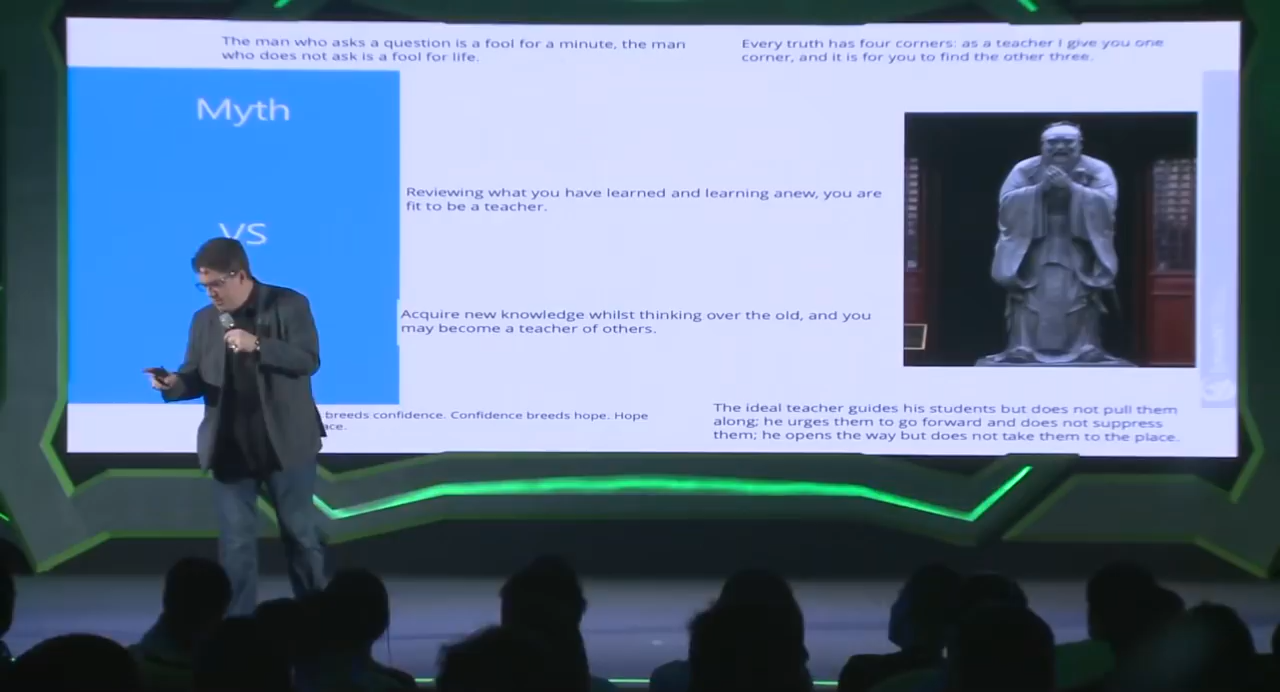 The man who asks a question is a fool for a minute, the man
who does not ask is a fool for life.
Every truth has four corners: as a teacher I give you one
corner, and it is for you to find the other three.
Myth
vs
Reviewing what you have learned and learning anew, you are
fit to be a teacher.
Acquire new knowledge whilst thinking over the old, and you
may become a teacher of others.
breeds confidence. Confidence breeds hope. Hope
The ideal teacher guides his students but does not pull them
along; he urges them to go forward and does not suppress
them; he opens the way but does not take them to the place.